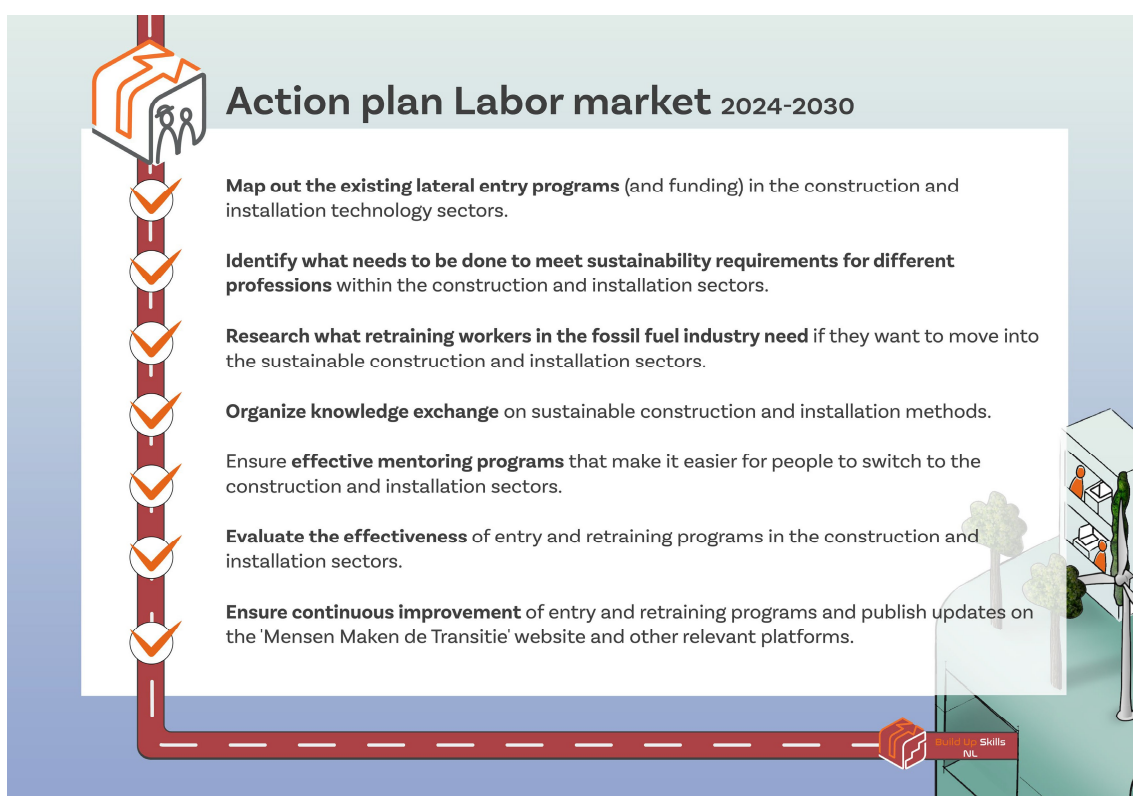 Action plan Labor market 2024-2030
Map out the existing lateral entry programs (and funding) in the construction and
installation technology sectors.
Identify what needs to be done to meet sustainability requirements for different
professions within the construction and installation sectors.
Research what retraining workers in the fossil fuel industry need if they want to move into
the sustainable construction and installation sectors.
Organize knowledge exchange on sustainable construction and installation methods.
Ensure effective mentoring programs that make it easier for people to switch to the
construction and installation sectors.
Evaluate the effectiveness of entry and retraining programs in the construction and
installation sectors.
Ensure continuous improvement of entry and retraining programs and publish updates on
the 'Mensen Maken de Transitie' website and other relevant platforms.
Build Up Skills
NL